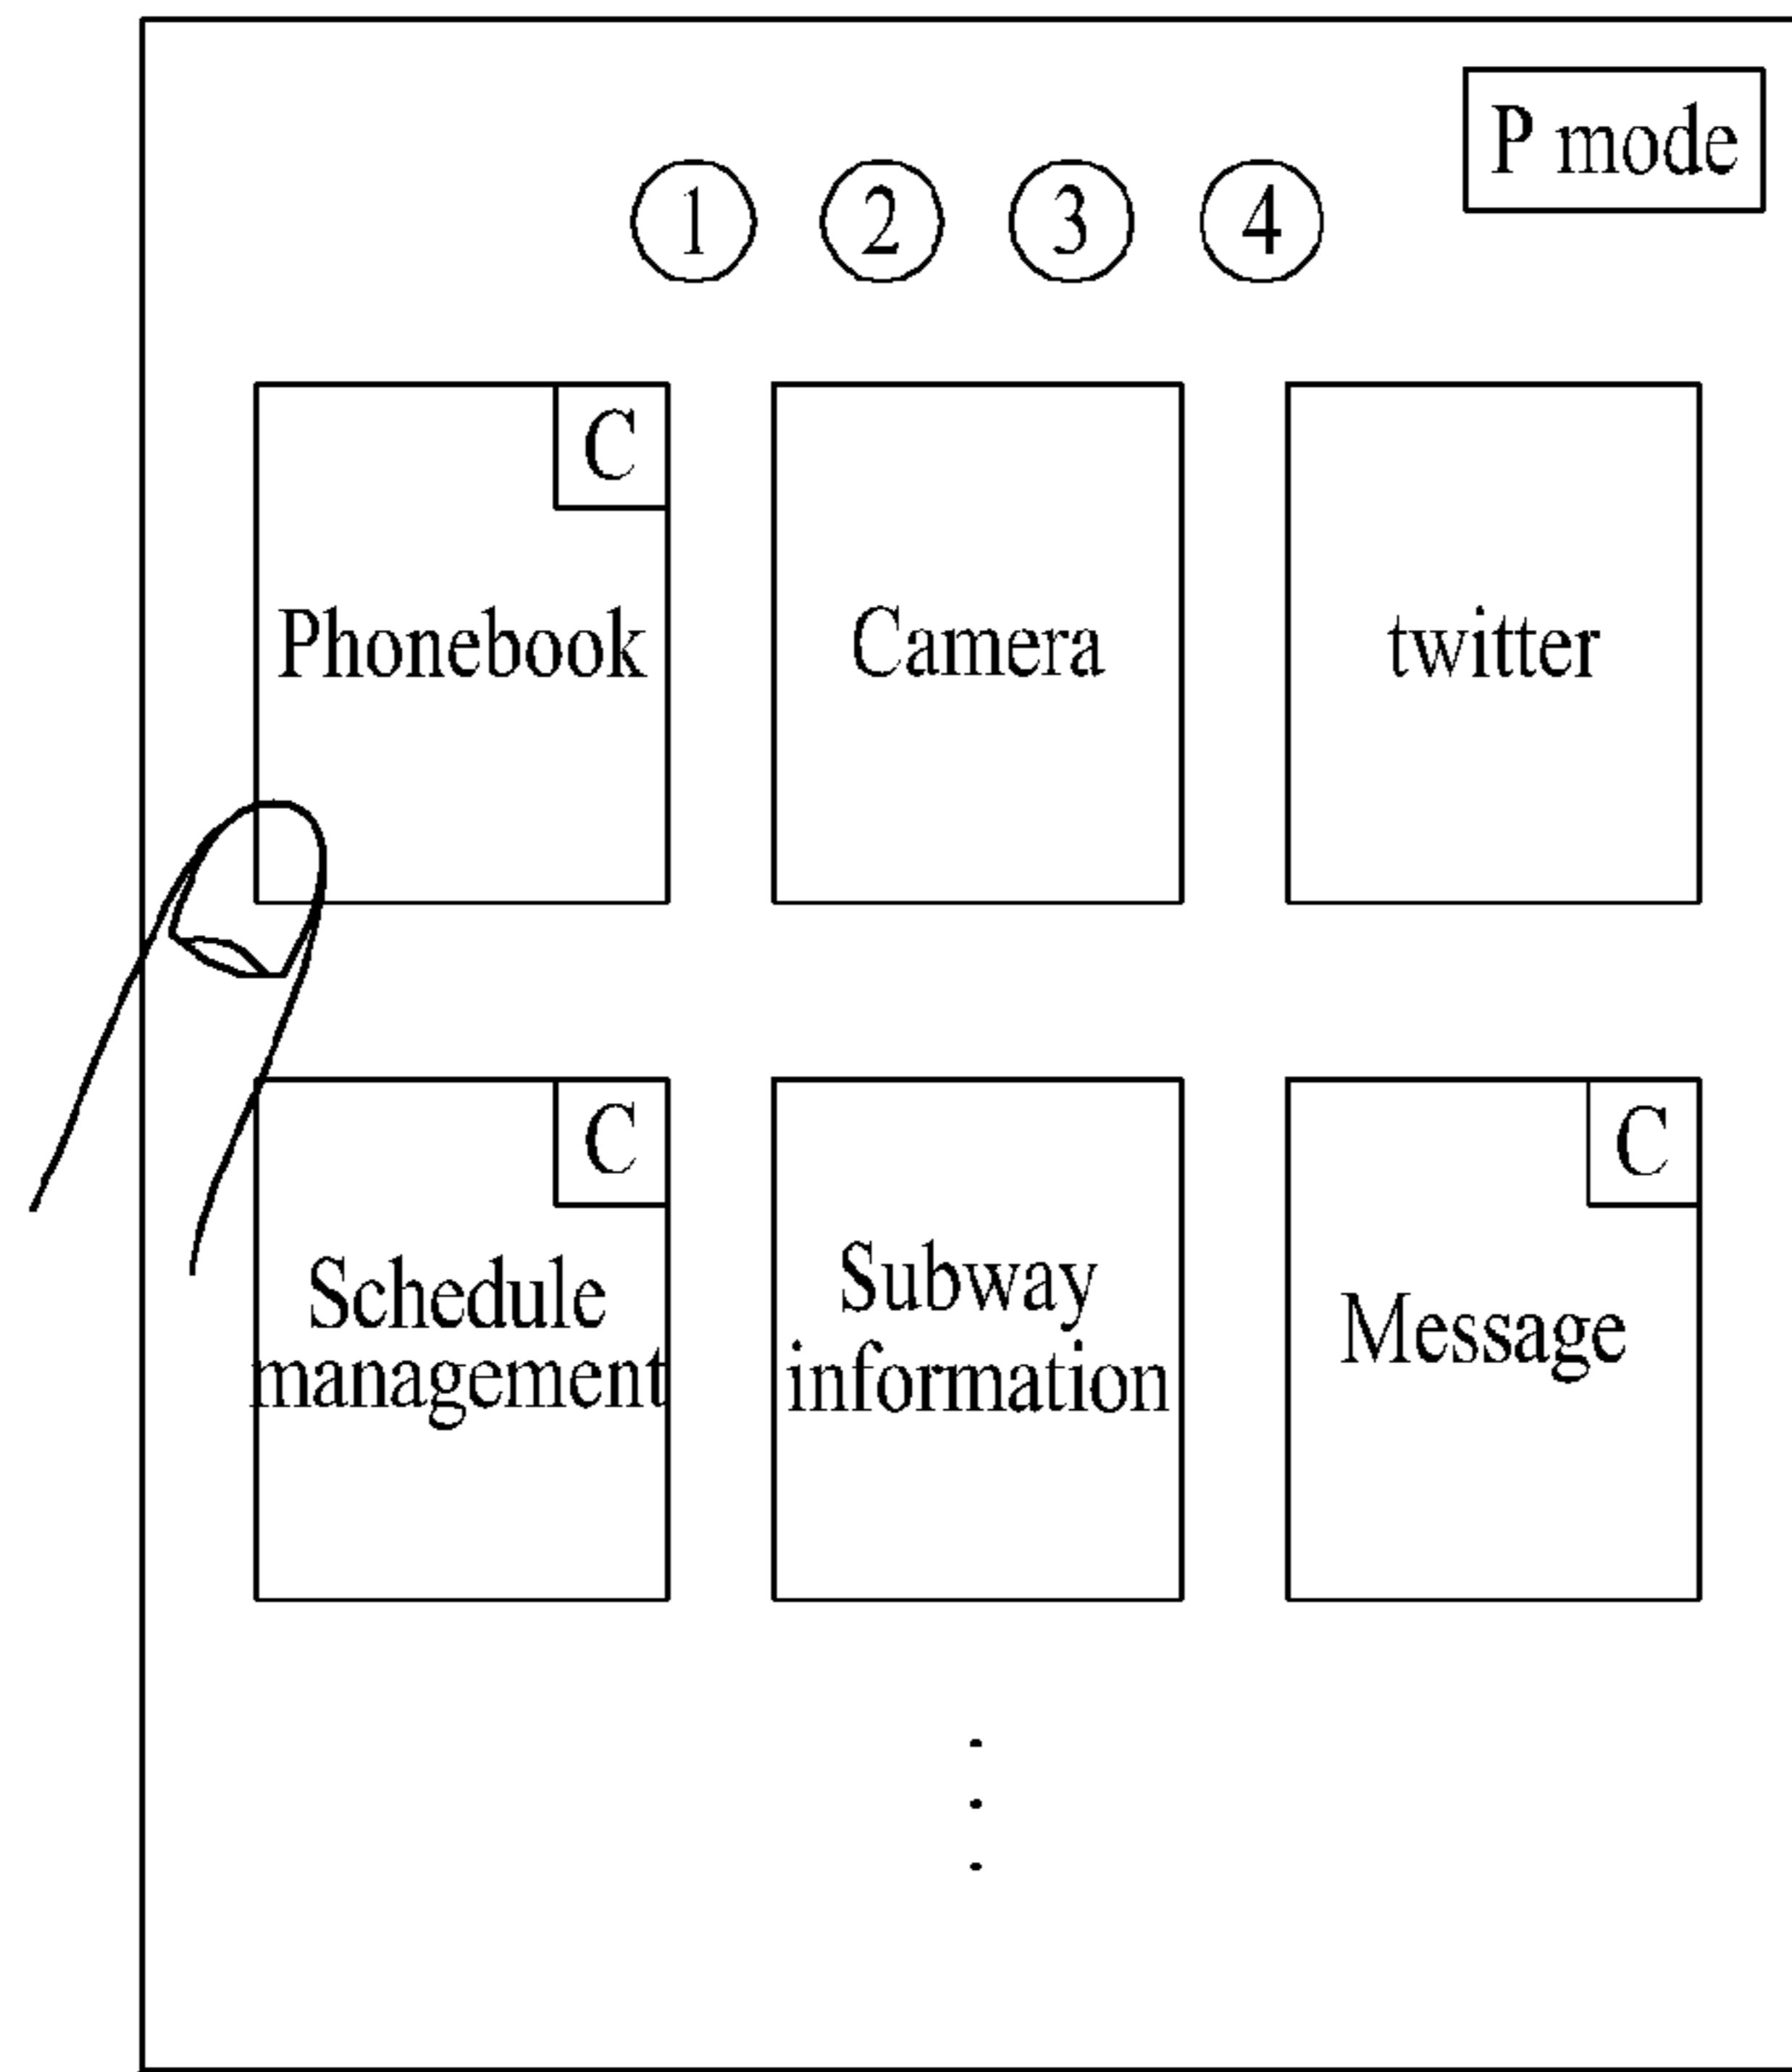 P mode
1 2 3 4
C C C
Phonebook Camera twitter
Schedule
management
Subway
information
Message